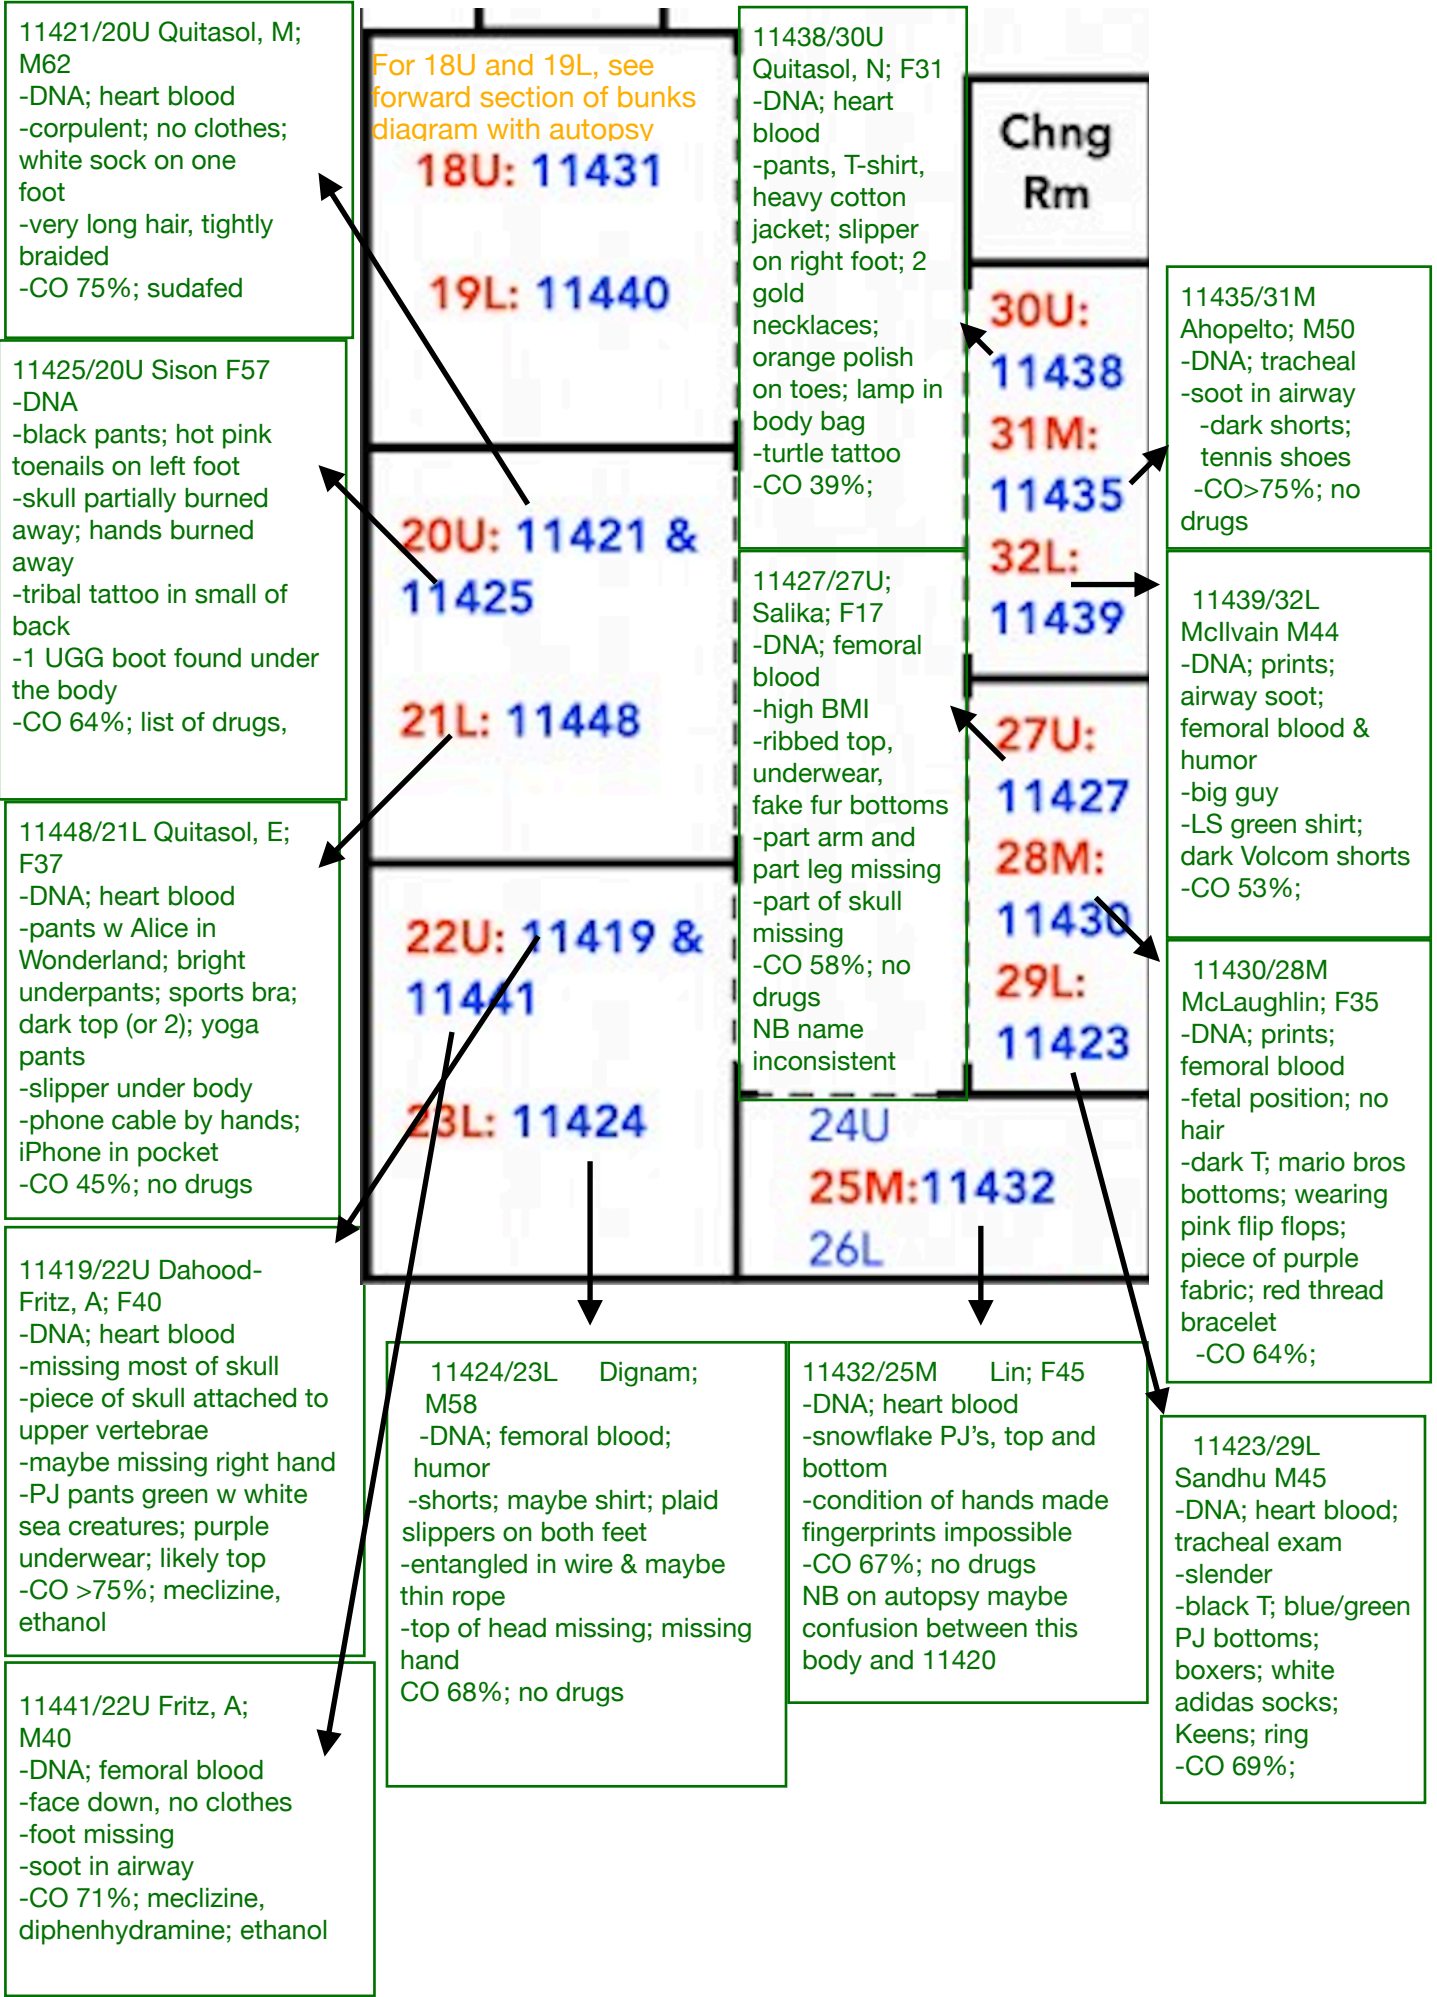 11421/20U Quitasol, M;
M62
-DNA; heart blood
-corpulent; no clothes;
white sock on one
foot
-very long hair, tightly
braided
-CO 75%; sudafed
11425/20U Sison F57
-DNA
-black pants; hot pink
toenails on left foot
-skull partially burned
away; hands burned
away
-tribal tattoo in small of
back
-1 UGG boot found under
the body
-CO 64%; list of drugs,
11448/21L Quitasol, E;
F37
-DNA; heart blood
-pants w Alice in
Wonderland; bright
underpants; sports bra;
dark top (or 2); yoga
pants
-slipper under body
-phone cable by hands;
iPhone in pocket
-CO 45%; no drugs
11419/22U Dahood-
Fritz, A; F40
-DNA; heart blood
-missing most of skull
-piece of skull attached to
upper vertebrae
-maybe missing right hand
-PJ pants green w white
sea creatures; purple
underwear; likely top
-CO >75%; meclizine,
ethanol
11441/22U Fritz, A;
M40
-DNA; femoral blood
-face down, no clothes
-foot missing
-soot in airway
-CO 71%; meclizine,
diphenhydramine; ethanol
For 18U and 19L, see
forward section of bunks
diagram with autopsy
18U: 11431
19L: 11440
20U: 11421 &
11425
21L: 11448
22U: 11419 &
11441
23L: 11424
11438/30U
Quitasol, N; F31
-DNA; heart
blood
-pants, T-shirt,
heavy cotton
jacket; slipper
on right foot; 2
gold
necklaces;
orange polish
on toes; lamp in
body bag
-turtle tattoo
-CO 39%;
11427/27U;
Salika; F17
-DNA; femoral
blood
-high BMI
-ribbed top,
underwear,
fake fur bottoms
-part arm and
part leg missing
-part of skull
missing
-CO 58%; no
drugs
NB name
inconsistent
24U
25M:11432
26L
Chng
Rm
30U:
11438
31M:
11435
32L:
11439
27U:
11427
28M:
11430
29L:
11423
11424/23L Dignam;
M58
-DNA; femoral blood;
humor
-shorts; maybe shirt; plaid
slippers on both feet
-entangled in wire & maybe
thin rope
-top of head missing; missing
hand
CO 68%; no drugs
11432/25M Lin; F45
-DNA; heart blood
-snowflake PJ's, top and
bottom
-condition of hands made
fingerprints impossible
-CO 67%; no drugs
NB on autopsy maybe
confusion between this
body and 11420
11435/31M
Ahopelto; M50
-DNA; tracheal
-soot in airway
-dark shorts;
tennis shoes
-CO>75%; no
drugs
11439/32L
McIlvain M44
-DNA; prints;
airway soot;
femoral blood &
humor
-big guy
-LS green shirt;
dark Volcom shorts
-CO 53%;
11430/28M
McLaughlin; F35
-DNA; prints;
femoral blood
-fetal position; no
hair
-dark T; mario bros
bottoms; wearing
pink flip flops;
piece of purple
fabric; red thread
bracelet
-CO 64%;
11423/29L
Sandhu M45
-DNA; heart blood;
tracheal exam
-slender
-black T; blue/green
PJ bottoms;
boxers; white
adidas socks;
Keens; ring
-CO 69%;